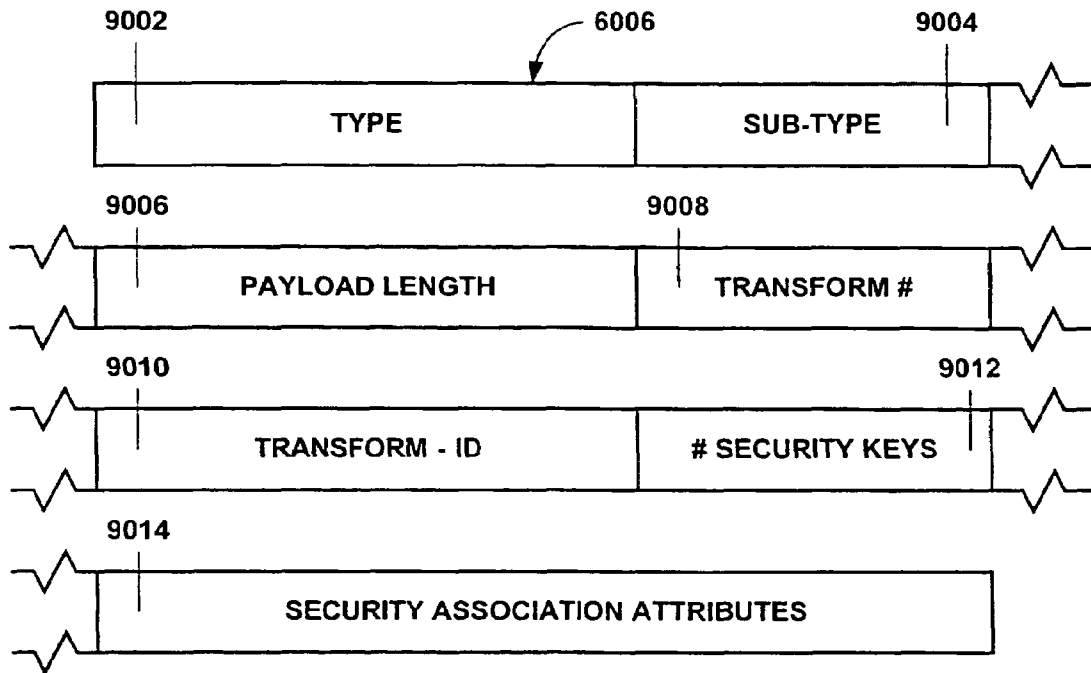 9002 6006 9004
TYPE SUB-TYPE
9006 9008
PAYLOAD LENGTH TRANSFORM #
9010 9012
TRANSFORM - ID # SECURITY KEYS
9014
SECURITY ASSOCIATION ATTRIBUTES